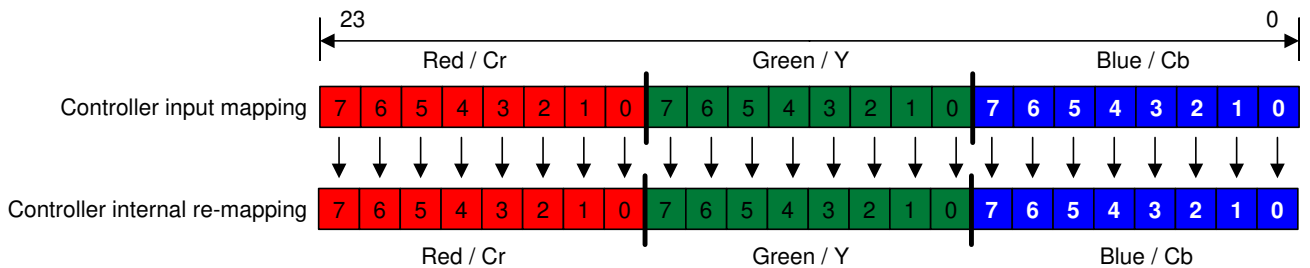 23 0
Red / Cr Green / Y Blue / Cb
Controller input mapping 7 6 5 4 3 2 1 0 7 6 5 4 3 2 1 0 7 6 5 4 3 2 1 0
Controller internal re-mapping 7 6 5 4 3 2 1 0 7 6 5 4 3 2 1 0 7 6 5 4 3 2 1 0
Red / Cr Green / Y Blue / Cb